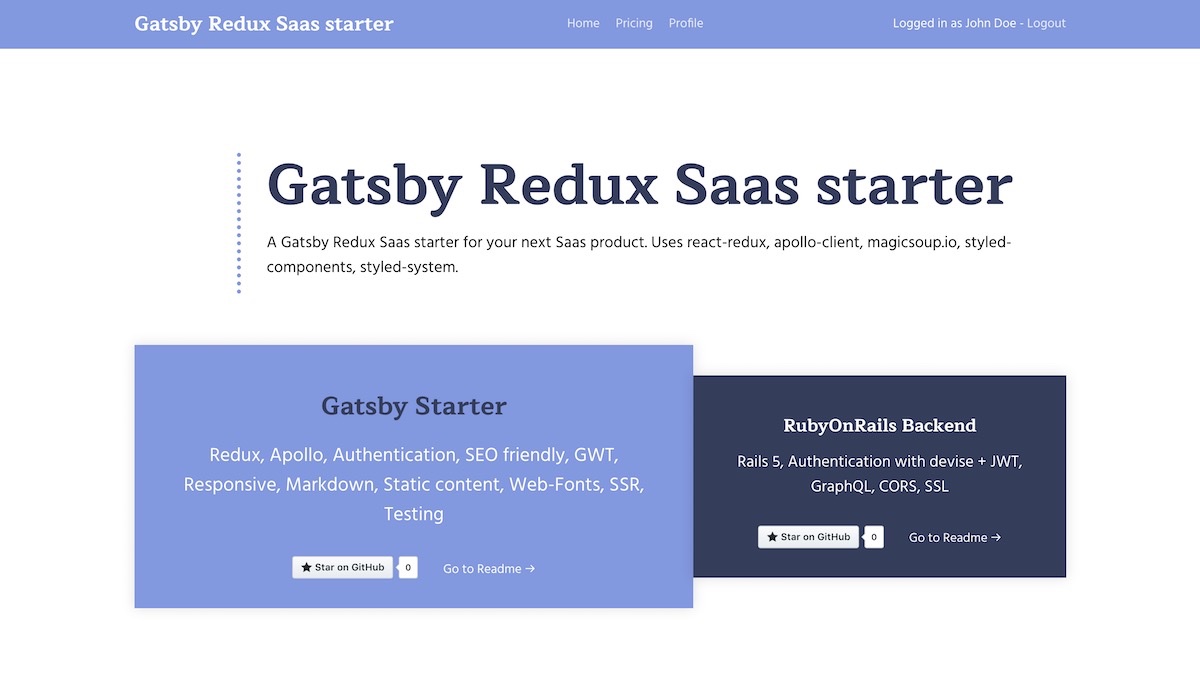 Gatsby Redux Saas starter
Home Pricing Profile
Logged in as John Doe - Logout
Gatsby Redux Saas starter
A Gatsby Redux Saas starter for your next Saas product. Uses react-redux, apollo-client, magicsoup.io, styled-
components, styled-system.
Gatsby Starter
Redux, Apollo, Authentication, SEO friendly, GWT,
Responsive, Markdown, Static content, Web-Fonts, SSR,
Testing
Star on GitHub 0 Go to Readme →
RubyOnRails Backend
Rails 5, Authentication with devise + JWT,
GraphQL, CORS, SSL
Star on GitHub 0 Go to Readme →